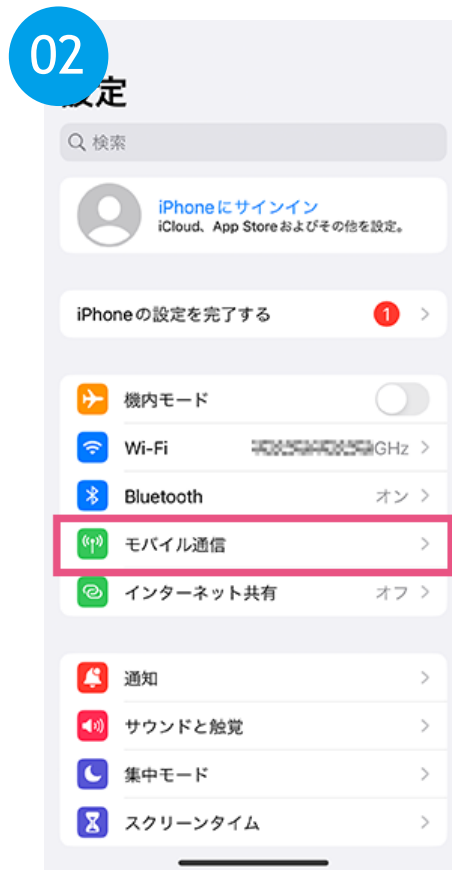 02
定
検索
iPhoneにサインイン
iCloud、App Storeおよびその他を設定。
iPhoneの設定を完了する 1
機内モード
Wi-Fi GHz
Bluetooth オン
モバイル通信
インターネット共有 オフ
通知
サウンドと触覚
集中モード
スクリーンタイム